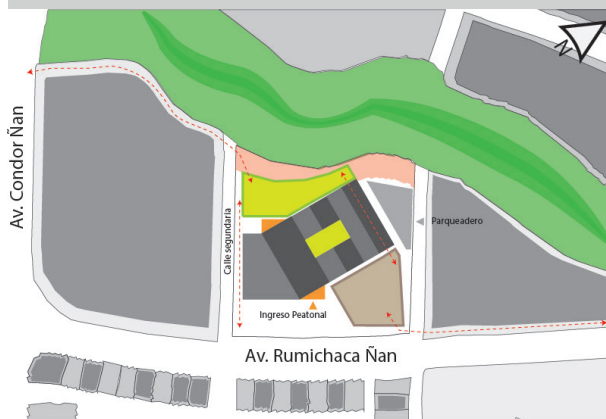 N
Av. Condor Ñan
Calle segundaria
Parqueadero
Ingreso Peatonal
Av. Rumichaca Ñan